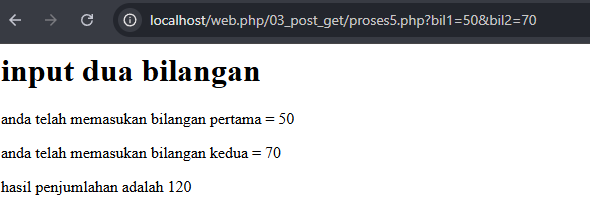 localhost/web.php/03_post_get/proses5.php?bil1=50&bil2=70
input dua bilangan
anda telah memasukan bilangan pertama = 50
anda telah memasukan bilangan kedua = 70
hasil penjumlahan adalah 120